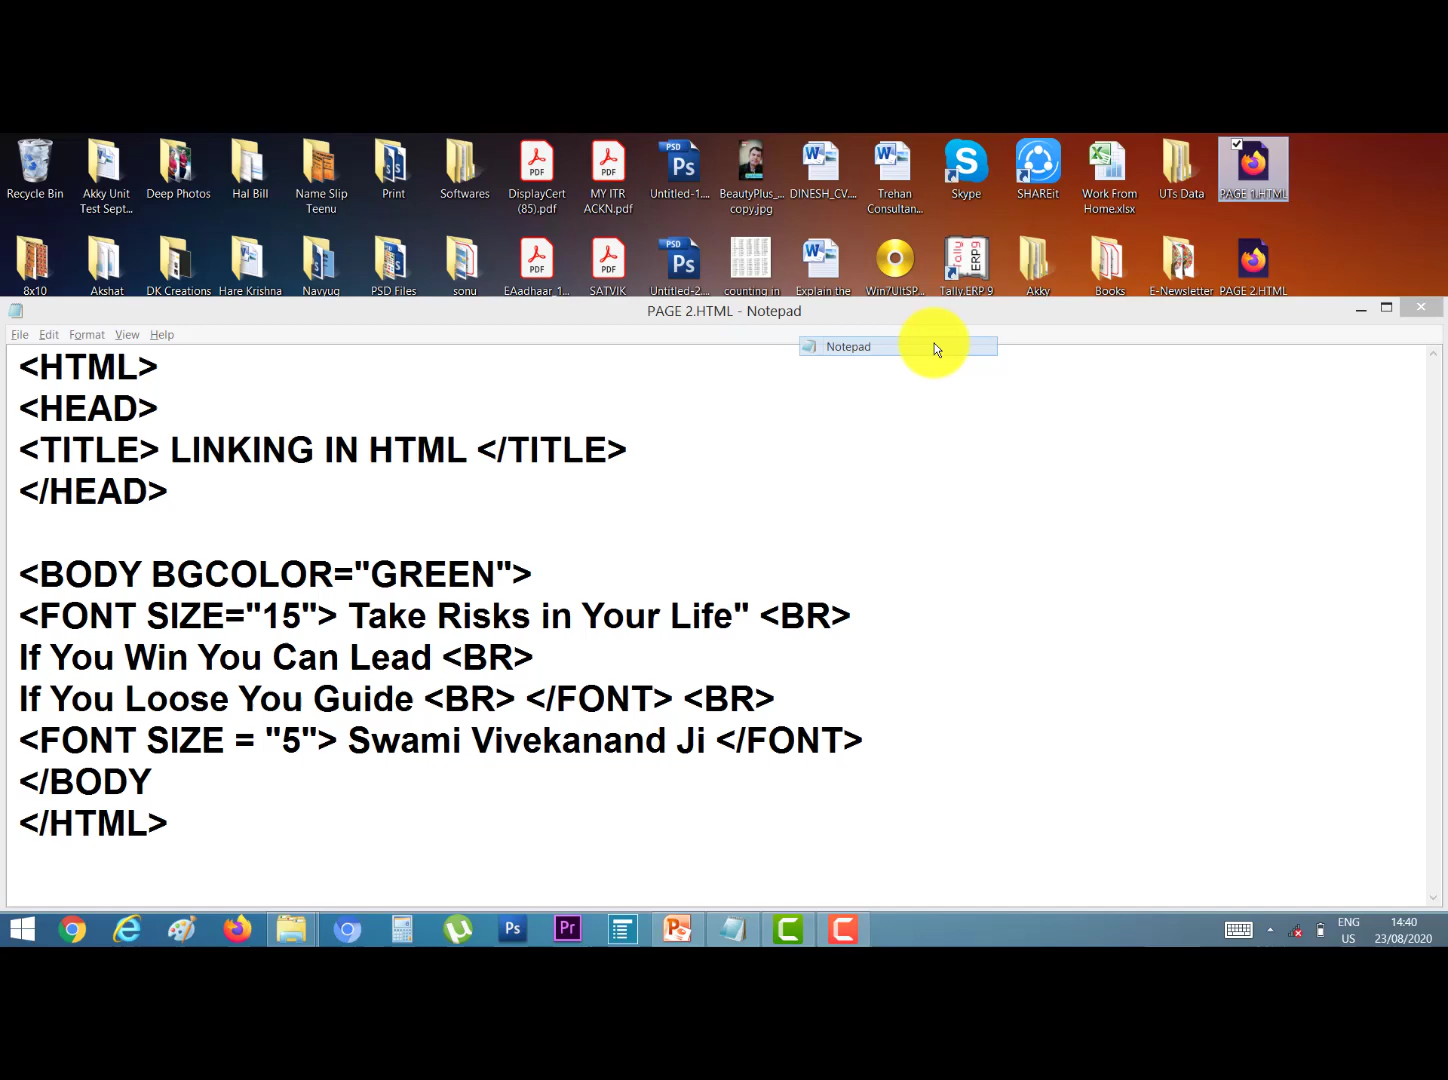 Recycle Bin
Akky Unit Test Sept...
Deep Photos
Hal Bill
Name Slip Teenu
Print
Softwares
DisplayCert (85).pdf
MY ITR ACKN.pdf
Untitled-1....
BeautyPlus_... copy.jpg
DINESH_CV....
Trehan Consultan...
Skype
SHAREit
Work From Home.xlsx
UTs Data
PAGE 1.HTML
8x10
Akshat
DK Creations
Hare Krishna
Navyug
PSD Files
sonu
EAadhaar_1...
SATVIK
Untitled-2....
counting in
Explain the
Win7UltSP...
Tally.ERP 9
Akky
Books
E-Newsletter
PAGE 2.HTML
PAGE 2.HTML - Notepad
File Edit Format View Help
Notepad
<HTML>
<HEAD>
<TITLE> LINKING IN HTML </TITLE>
</HEAD>
<BODY BGCOLOR="GREEN">
<FONT SIZE="15"> Take Risks in Your Life" <BR>
If You Win You Can Lead <BR>
If You Loose You Guide <BR> </FONT> <BR>
<FONT SIZE = "5"> Swami Vivekanand Ji </FONT>
</BODY
</HTML>
ENG 14:40
US 23/08/2020